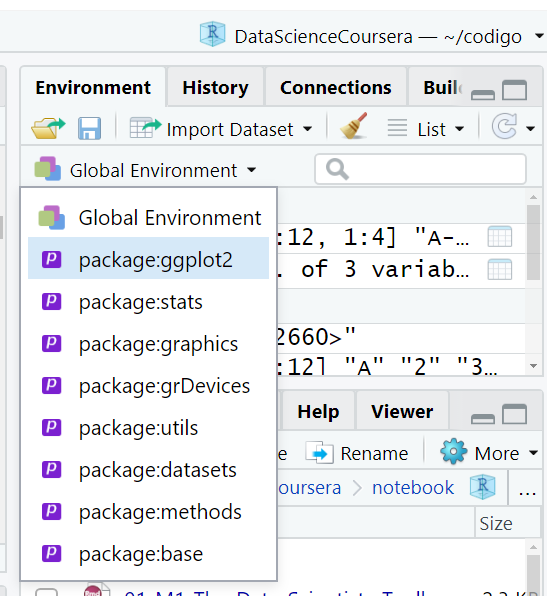 DataScienceCoursera — ~/codigo
Environment History Connections Buil
Import Dataset List
Global Environment
Global Environment
package:ggplot2
package:stats
package:graphics
package:grDevices
package:utils
package:datasets
package:methods
package:base
:12, 1:4] "A-…
. of 3 variab…
2660>"
:12] "A" "2" "3…
Help Viewer
e Rename More
oursera notebook …
Size